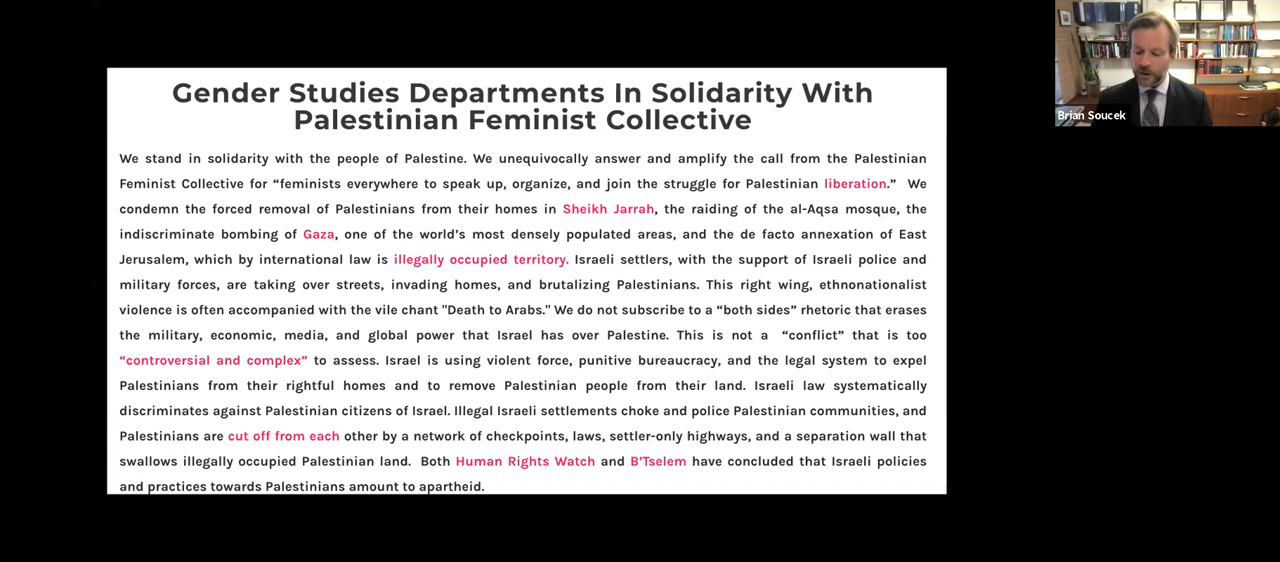 Gender Studies Departments In Solidarity With
Palestinian Feminist Collective
We stand in solidarity with the people of Palestine. We unequivocally answer and amplify the call from the Palestinian
Feminist Collective for “feminists everywhere to speak up, organize, and join the struggle for Palestinian liberation.” We
condemn the forced removal of Palestinians from their homes in Sheikh Jarrah, the raiding of the al-Aqsa mosque, the
indiscriminate bombing of Gaza, one of the world’s most densely populated areas, and the de facto annexation of East
Jerusalem, which by international law is illegally occupied territory. Israeli settlers, with the support of Israeli police and
military forces, are taking over streets, invading homes, and brutalizing Palestinians. This right wing, ethnonationalist
violence is often accompanied with the vile chant "Death to Arabs." We do not subscribe to a “both sides” rhetoric that erases
the military, economic, media, and global power that Israel has over Palestine. This is not a “conflict” that is too
“controversial and complex” to assess. Israel is using violent force, punitive bureaucracy, and the legal system to expel
Palestinians from their rightful homes and to remove Palestinian people from their land. Israeli law systematically
discriminates against Palestinian citizens of Israel. Illegal Israeli settlements choke and police Palestinian communities, and
Palestinians are cut off from each other by a network of checkpoints, laws, settler-only highways, and a separation wall that
swallows illegally occupied Palestinian land. Both Human Rights Watch and B’Tselem have concluded that Israeli policies
and practices towards Palestinians amount to apartheid.
Brian Soucek